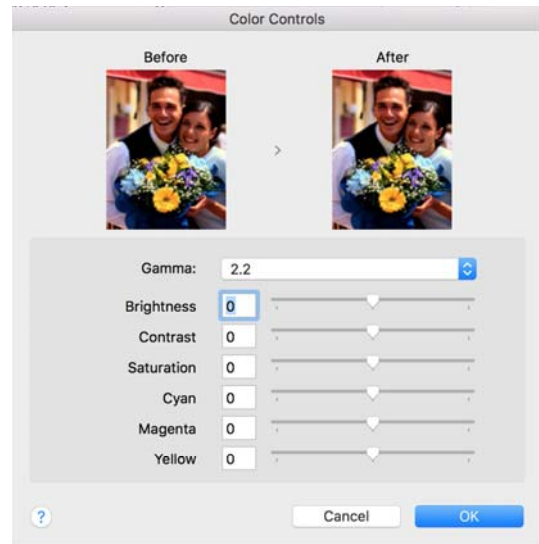 Color Controls
Before After
>
Gamma: 2.2
Brightness 0
Contrast 0
Saturation 0
Cyan 0
Magenta 0
Yellow 0
? Cancel OK